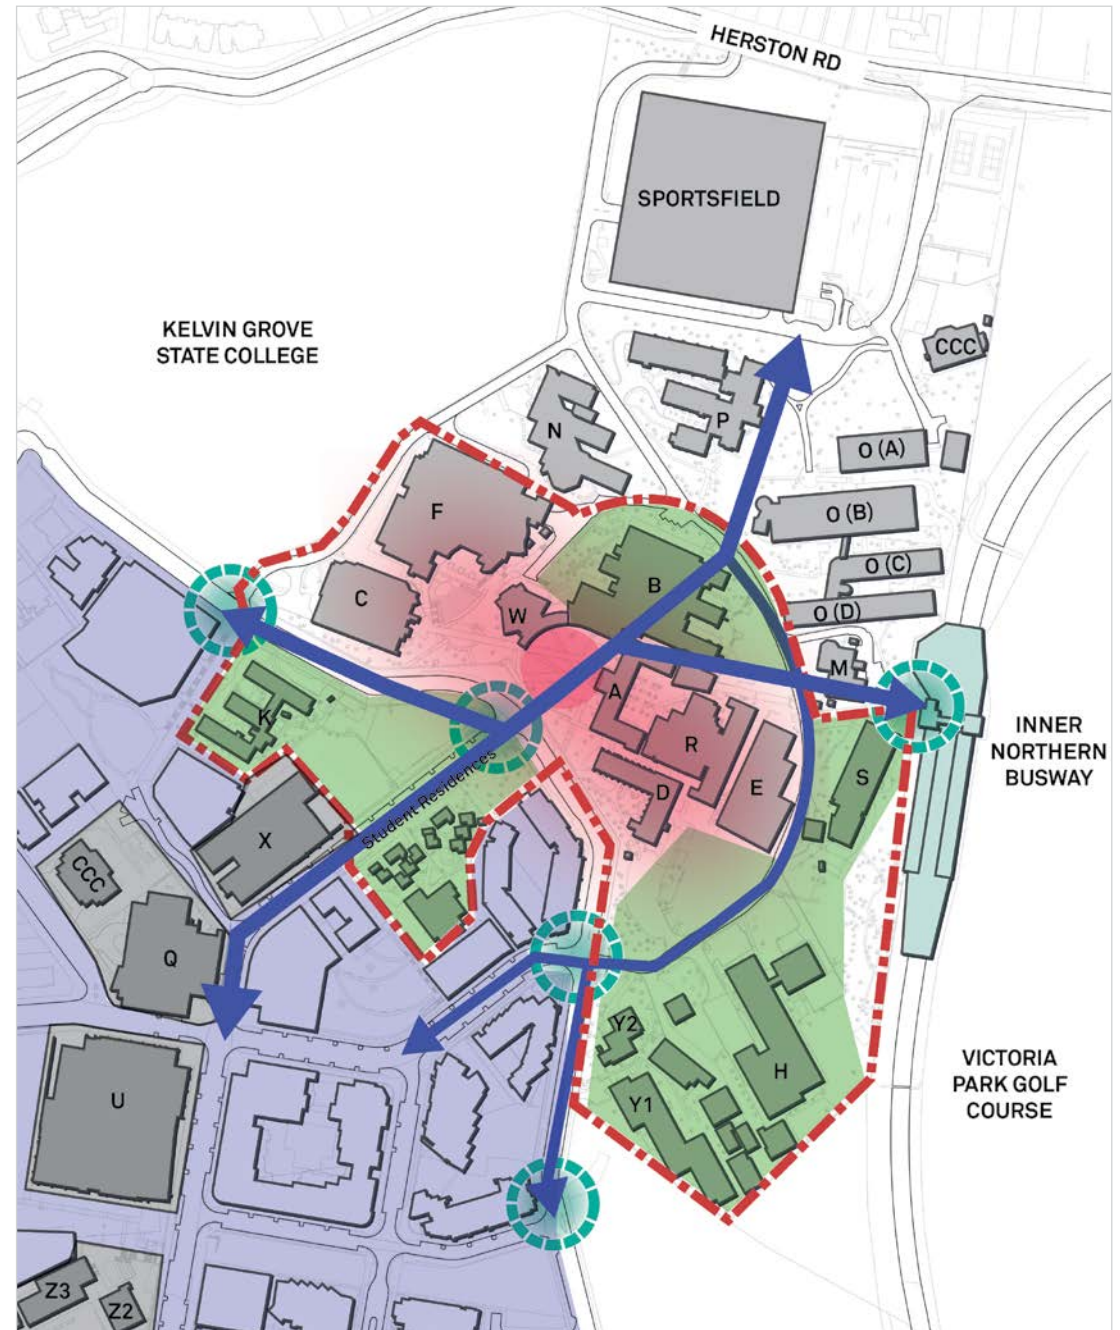 HERSTON RD
SPORTSFIELD
KELVIN GROVE
STATE COLLEGE
CCC
P
N
O (A)
F
O (B)
O (C)
B
C
W
O (D)
M
A
K
INNER
NORTHERN
BUSWAY
R
S
Student Residences
D
E
X
CCC
Q
Y2
VICTORIA
PARK GOLF
COURSE
H
U
Y1
Z3
Z2